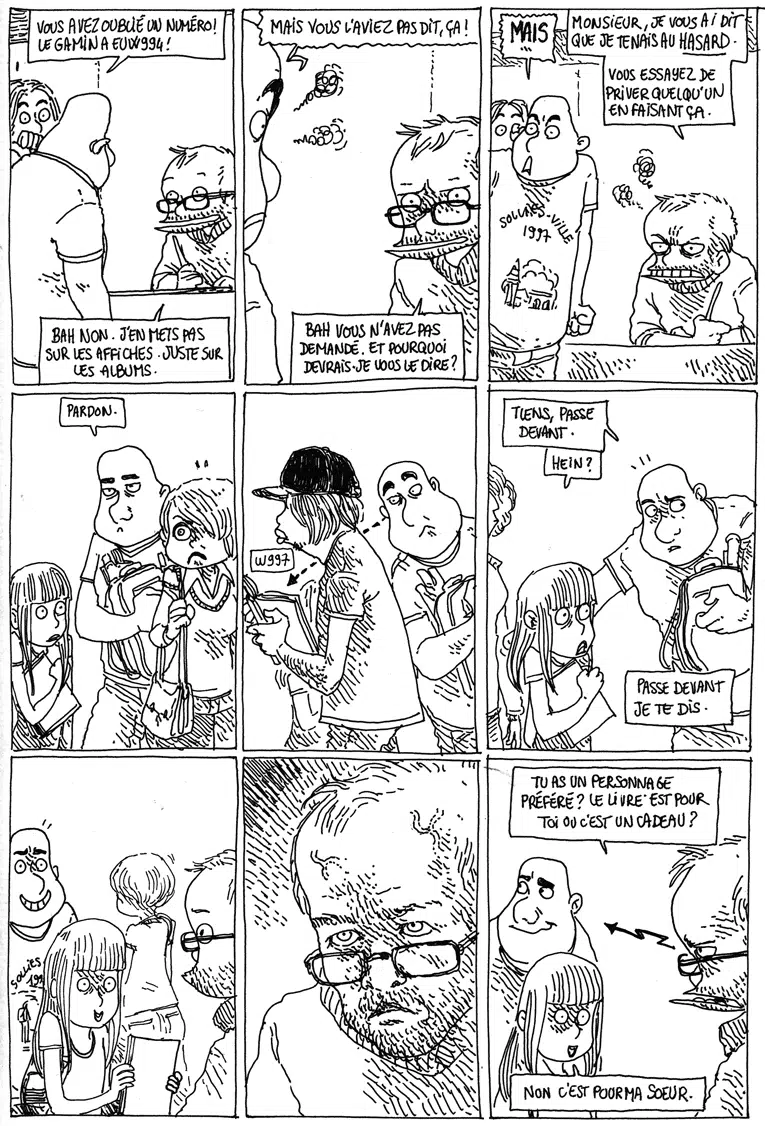 VOUS AVEZ OUBLIÉ UN NUMÉRO!
LE GAMIN A EU W994!
BAH NON. J'EN METS PAS
SUR LES AFFICHES. JUSTE SUR
LES ALBUMS.
MAIS VOUS L'AVIEZ PAS DIT, ÇA!
BAH VOUS N'AVEZ PAS
DEMANDÉ. ET POURQUOI
DEVRAIS-JE VOUS LE DIRE?
MAIS
MONSIEUR, JE VOUS AI DIT
QUE JE TENAIS AU HASARD.
VOUS ESSAYEZ DE
PRIVER QUELQU'UN
EN FAISANT ÇA.
SOLLIÈS-VILLE
1997
PARDON.
W997
TIENS, PASSE
DEVANT.
HEIN?
PASSE DEVANT
JE TE DIS.
SOLLIÈS
199
TU AS UN PERSONNAGE
PRÉFÉRÉ? LE LIVRE EST POUR
TOI OU C'EST UN CADEAU?
NON C'EST POUR MA SOEUR.